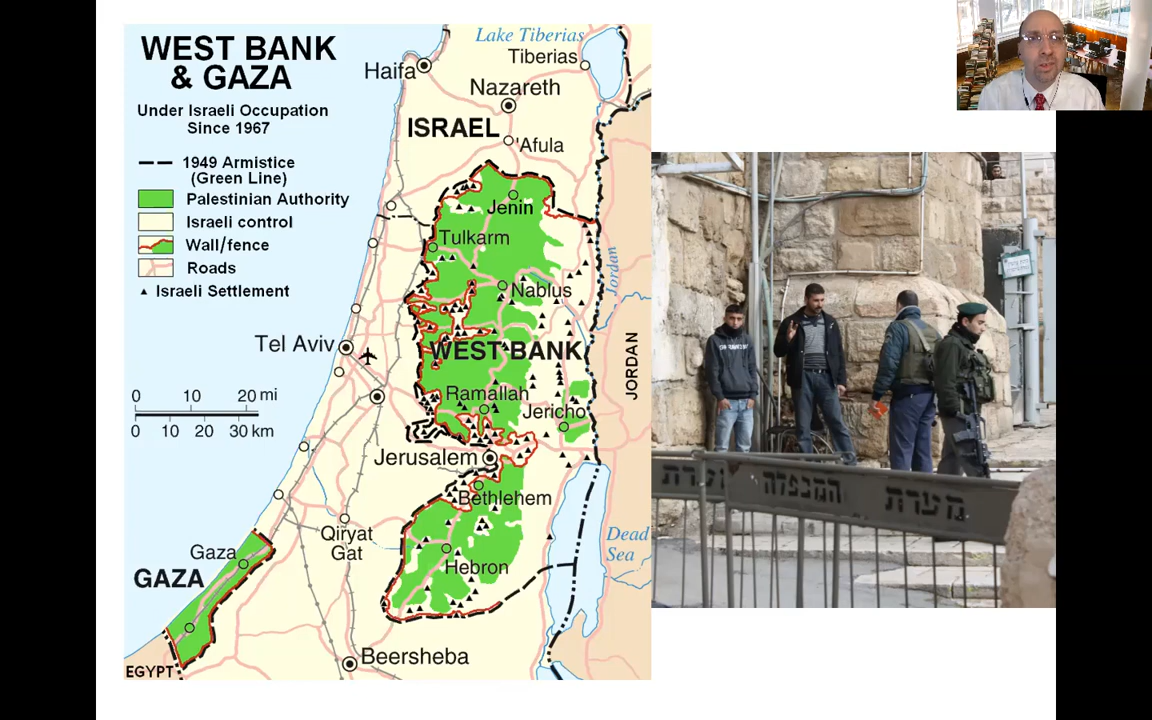 WEST BANK
& GAZA
Under Israeli Occupation
Since 1967
1949 Armistice
(Green Line)
Palestinian Authority
Israeli control
Wall/fence
Roads
Israeli Settlement
Lake Tiberias
Tiberias
Haifa
Nazareth
ISRAEL
'Afula
Jenin
Tulkarm
Nablus
Jordan
Tel Aviv
WEST BANK
JORDAN
0 10 20 mi
0 10 20 30 km
Ramallah
Jericho
Jerusalem
Bethlehem
Qiryat
Gat
Dead
Sea
Gaza
GAZA
Hebron
Beersheba
EGYPT
מערת המכפלה
מערת